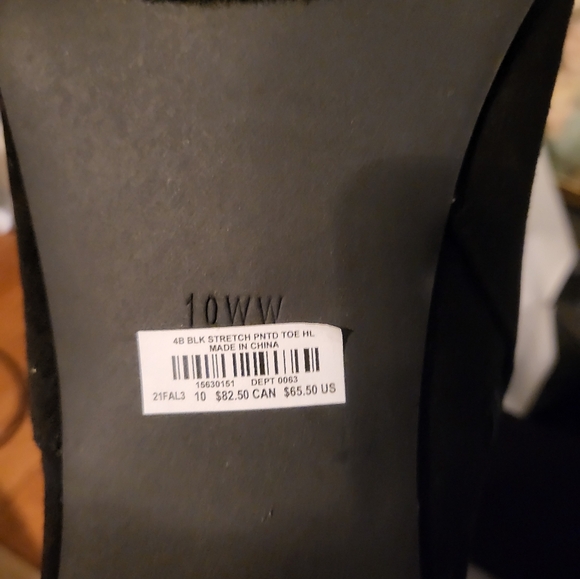 10WW
4B BLK STRETCH PNTD TOE HL
MADE IN CHINA
15630151 DEPT 0063
21FAL3 10 $82.50 CAN $65.50 US